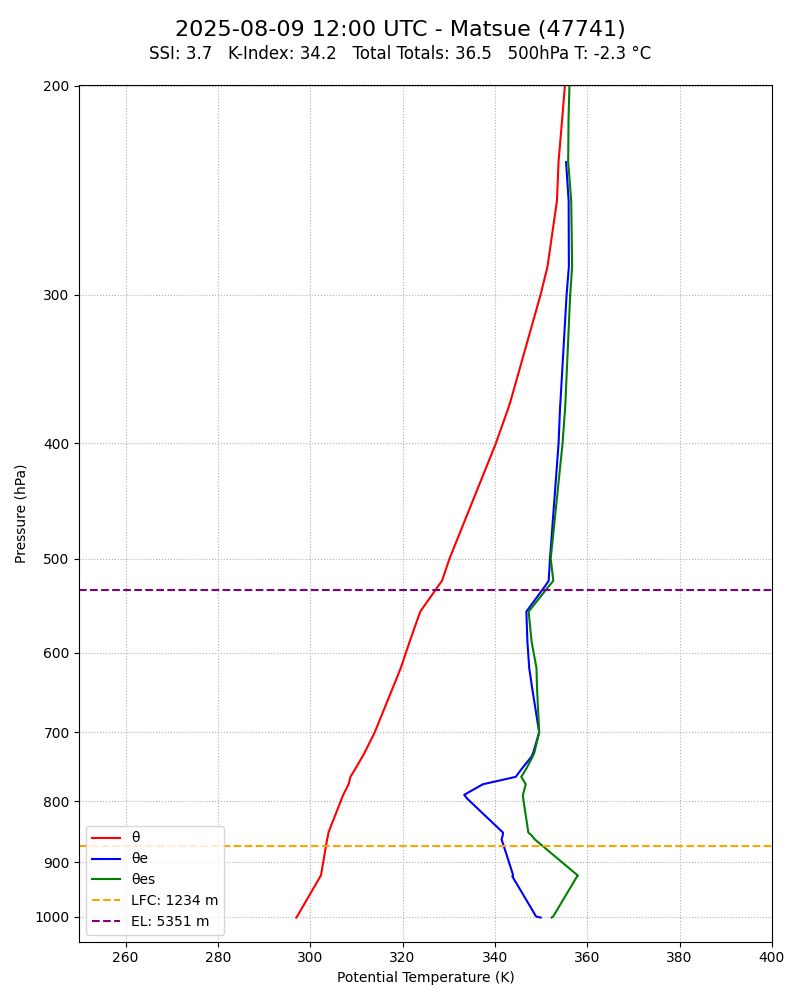 2025-08-09 12:00 UTC - Matsue (47741)
SSI: 3.7   K-Index: 34.2   Total Totals: 36.5   500hPa T: -2.3 °C
200
300
400
500
600
700
800
900
1000
Pressure (hPa)
θ
θe
θes
LFC: 1234 m
EL: 5351 m
260 280 300 320 340 360 380 400
Potential Temperature (K)